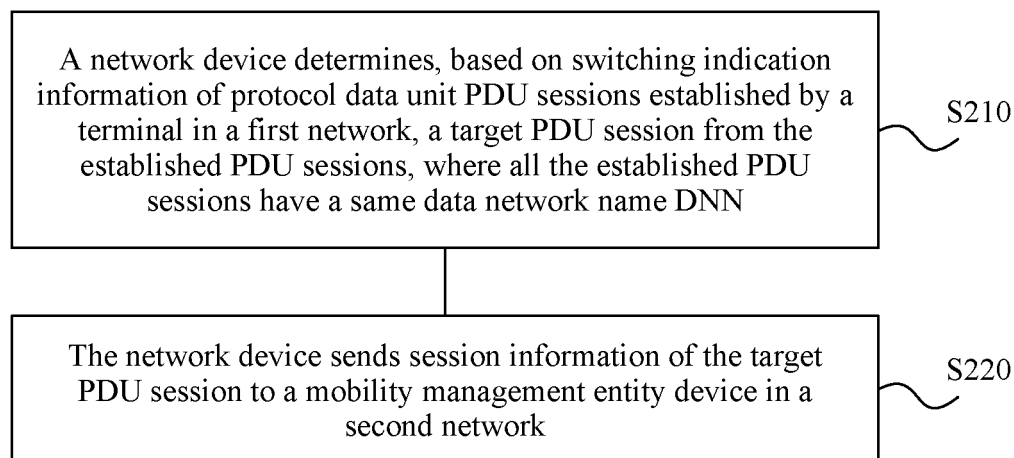 A network device determines, based on switching indication
information of protocol data unit PDU sessions established by a
terminal in a first network, a target PDU session from the
established PDU sessions, where all the established PDU
sessions have a same data network name DNN
S210
The network device sends session information of the target
PDU session to a mobility management entity device in a
second network
S220